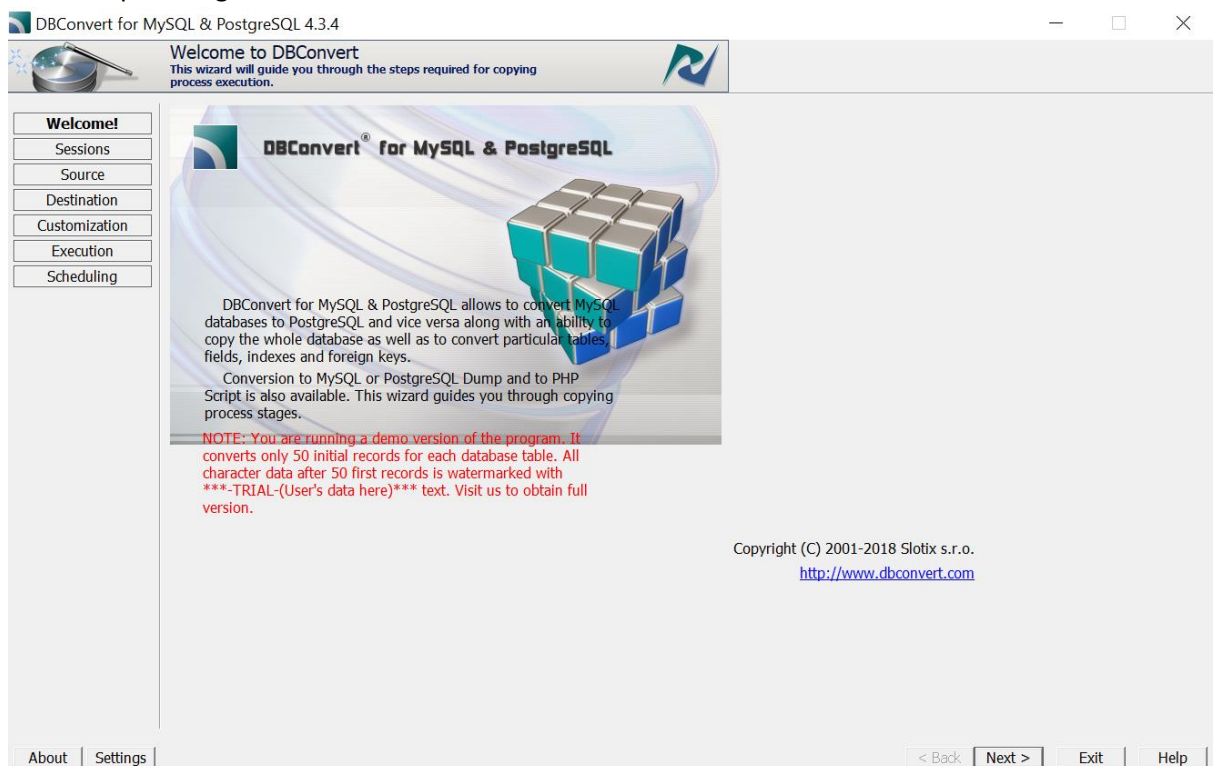 DBConvert for MySQL & PostgreSQL 4.3.4
Welcome to DBConvert
This wizard will guide you through the steps required for copying
process execution.
Welcome!
Sessions
Source
Destination
Customization
Execution
Scheduling
DBConvert® for MySQL & PostgreSQL
DBConvert for MySQL & PostgreSQL allows to convert MySQL
databases to PostgreSQL and vice versa along with an ability to
copy the whole database as well as to convert particular tables,
fields, indexes and foreign keys.
Conversion to MySQL or PostgreSQL Dump and to PHP
Script is also available. This wizard guides you through copying
process stages.
NOTE: You are running a demo version of the program. It
converts only 50 initial records for each database table. All
character data after 50 first records is watermarked with
***-TRIAL-(User's data here)*** text. Visit us to obtain full
version.
Copyright (C) 2001-2018 Slotix s.r.o.
http://www.dbconvert.com
About Settings < Back Next > Exit Help